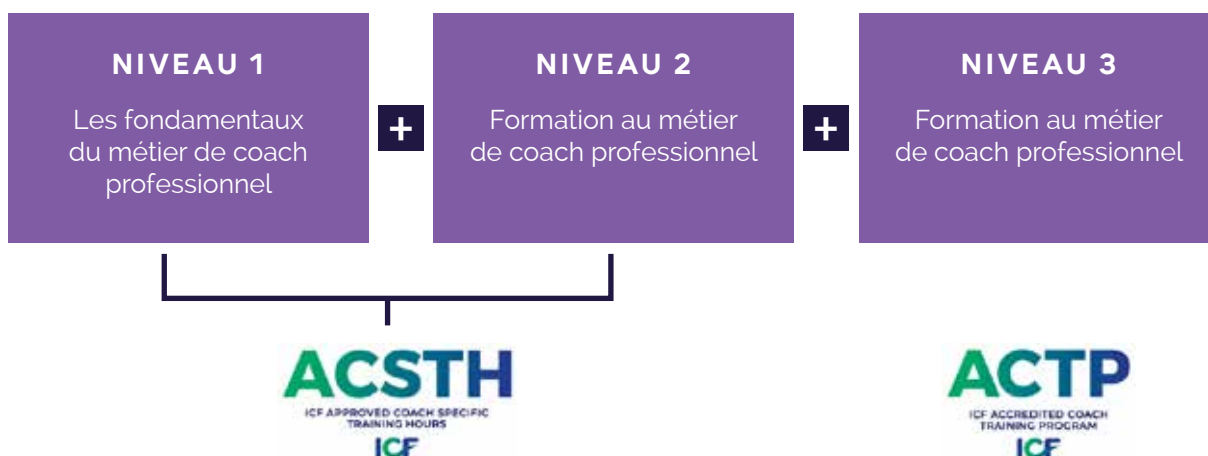 NIVEAU 1
Les fondamentaux
du métier de coach
professionnel
+
NIVEAU 2
Formation au métier
de coach professionnel
+
NIVEAU 3
Formation au métier
de coach professionnel
ACSTH
ICF APPROVED COACH SPECIFIC
TRAINING HOURS
ICF
ACTP
ICF ACCREDITED COACH
TRAINING PROGRAM
ICF